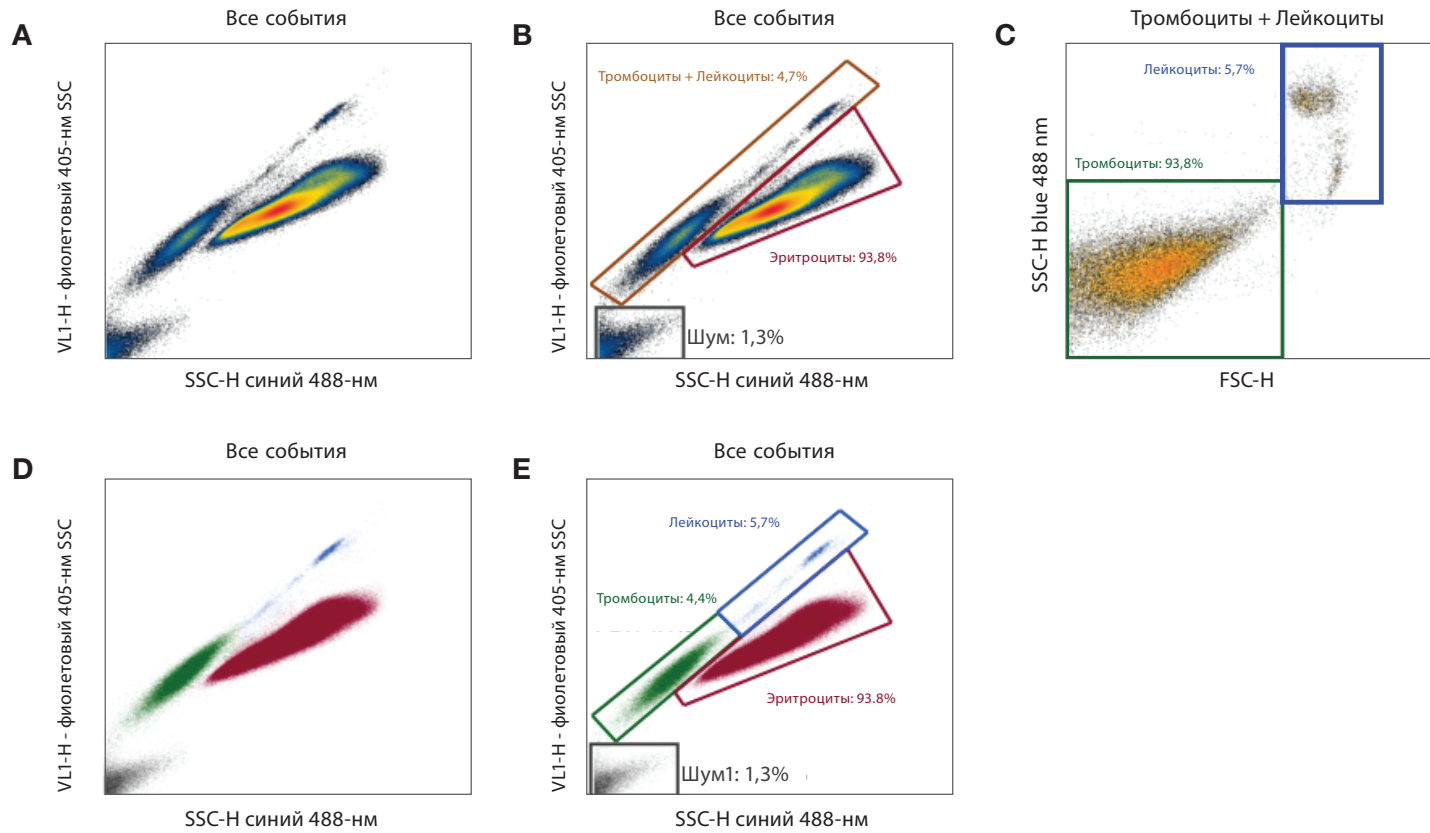 A
Все события
VL1-H - фиолетовый 405-нм SSC
SSC-H синий 488-нм
B
Все события
VL1-H - фиолетовый 405-нм SSC
Тромбоциты + Лейкоциты: 4,7%
Эритроциты: 93,8%
Шум: 1,3%
SSC-H синий 488-нм
C
Тромбоциты + Лейкоциты
SSC-H blue 488 nm
Лейкоциты: 5,7%
Тромбоциты: 93,8%
FSC-H
D
Все события
VL1-H - фиолетовый 405-нм SSC
SSC-H синий 488-нм
E
Все события
VL1-H - фиолетовый 405-нм SSC
Лейкоциты: 5,7%
Тромбоциты: 4,4%
Эритроциты: 93.8%
Шум1: 1,3%
SSC-H синий 488-нм